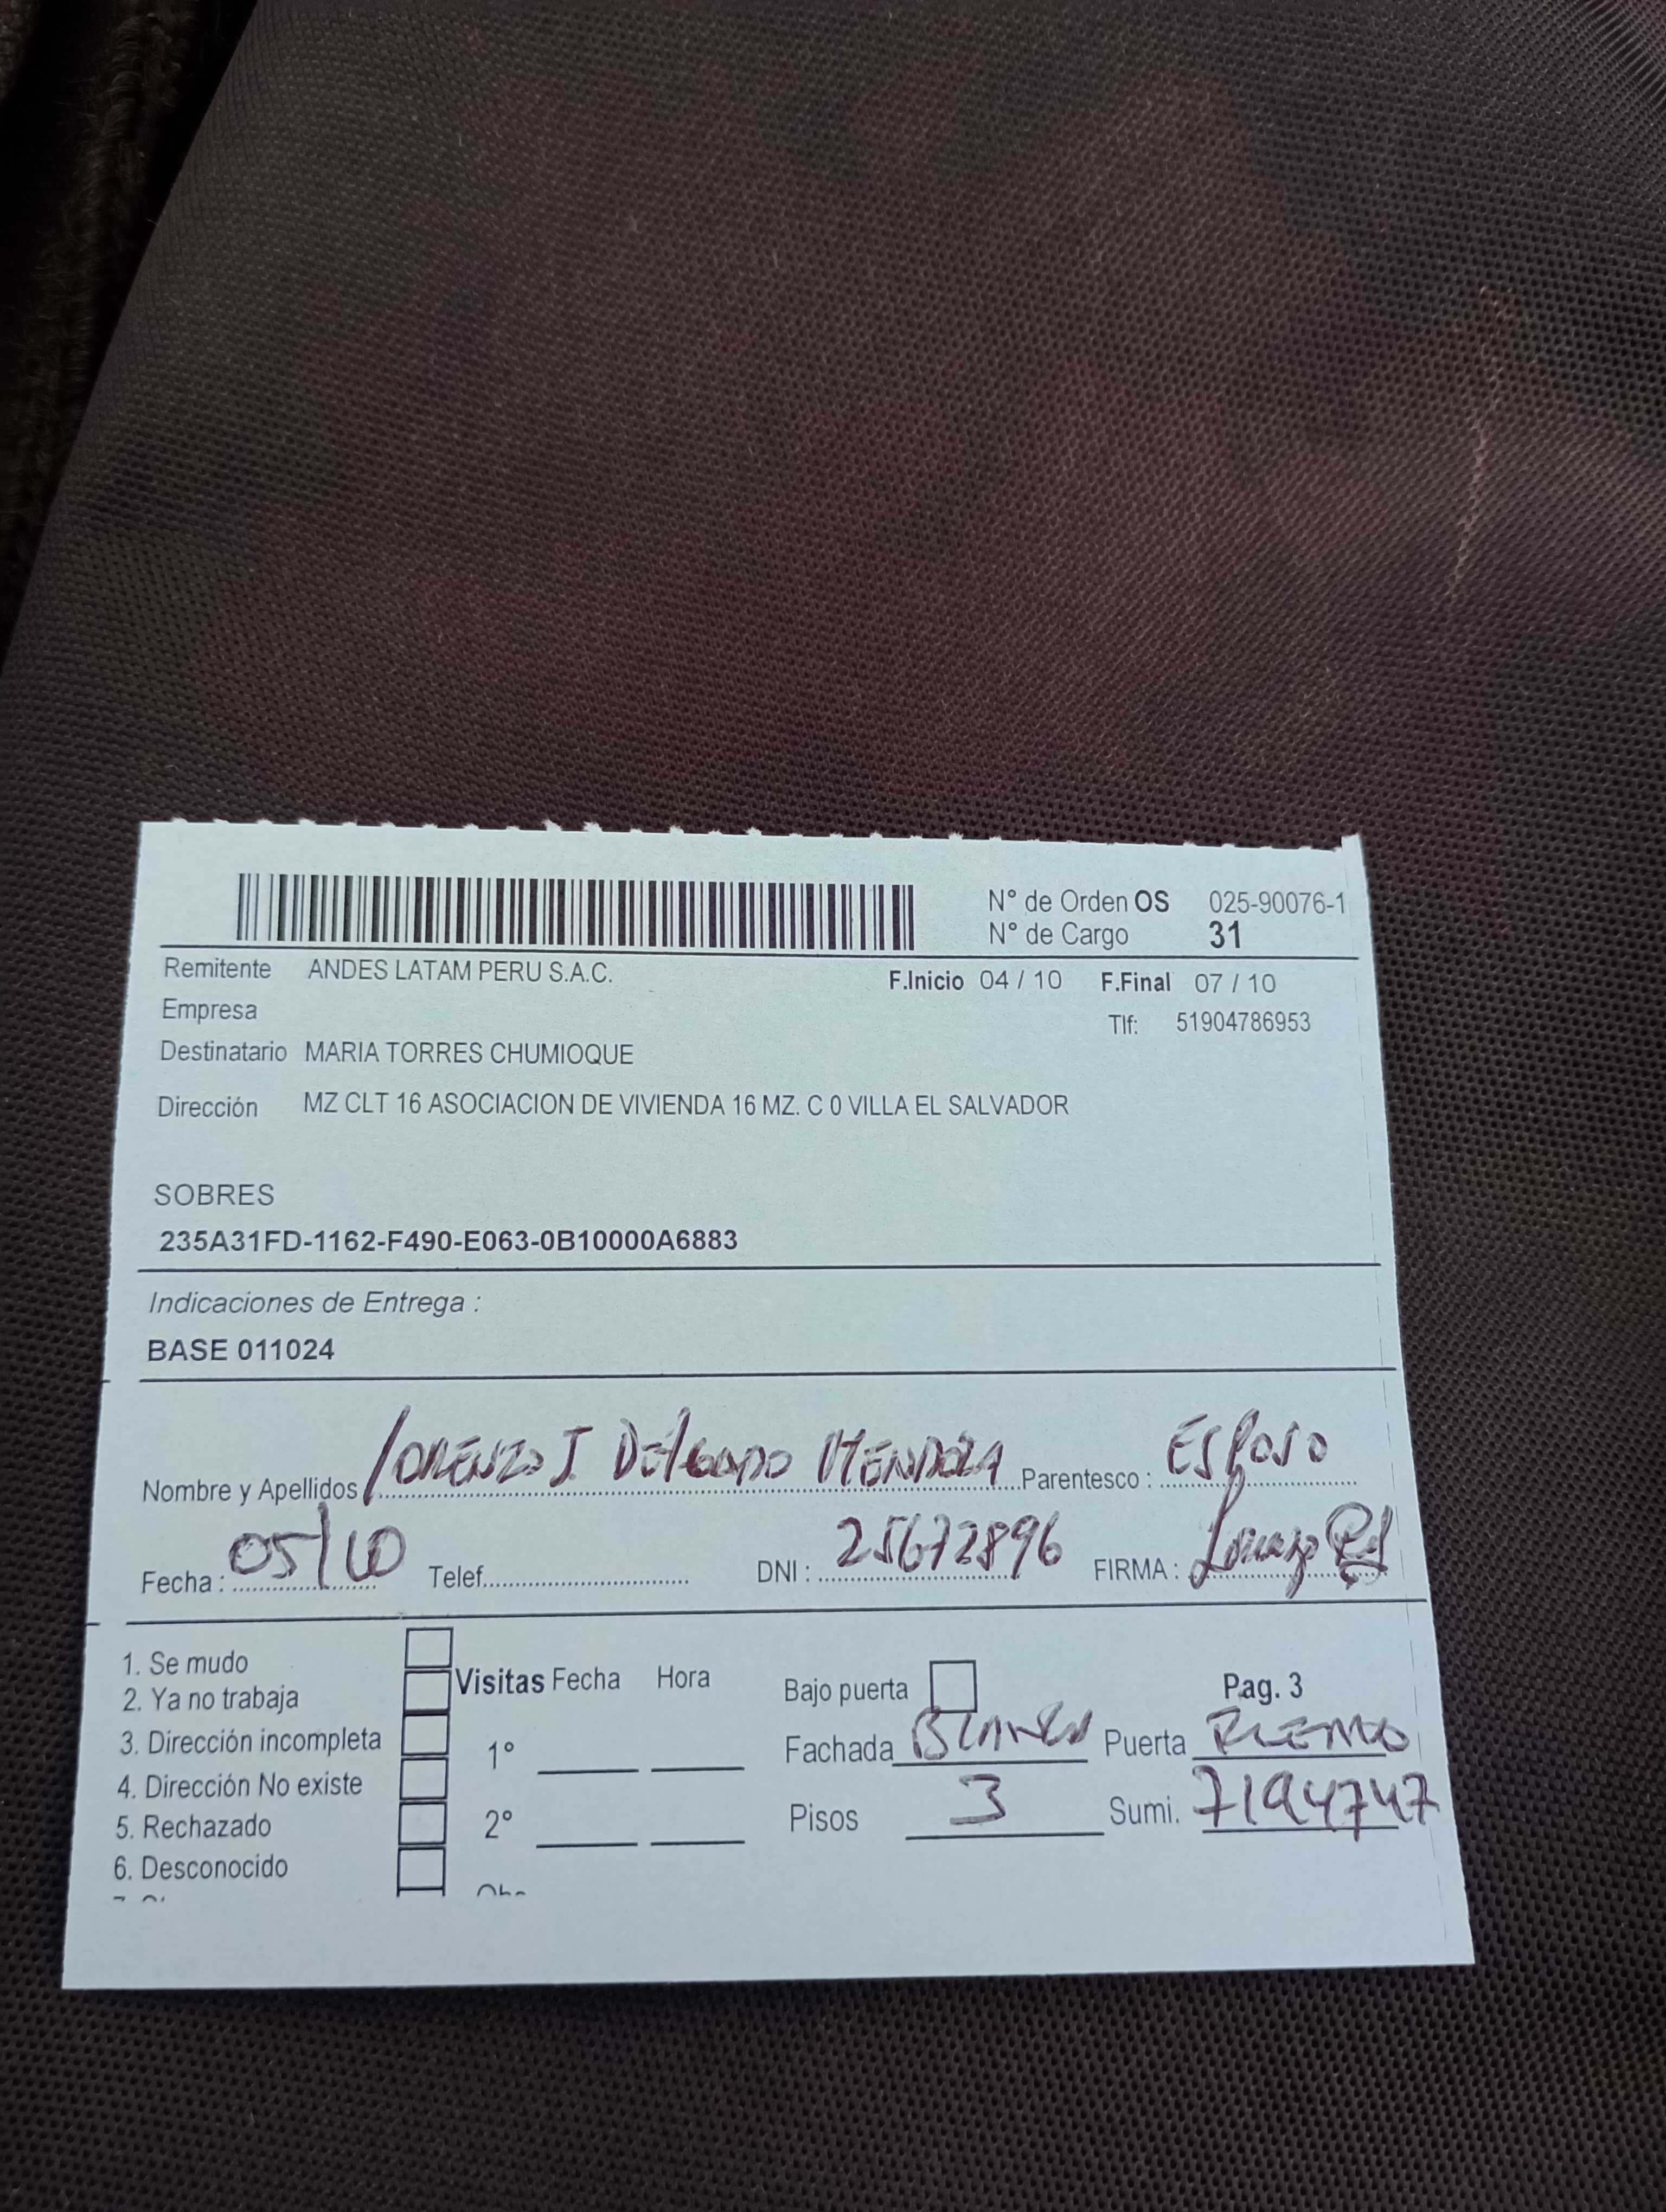 N° de Orden OS 025-90076-1
N° de Cargo 31
Remitente ANDES LATAM PERU S.A.C. F.Inicio 04 / 10 F.Final 07 / 10
Empresa Tlf: 51904786953
Destinatario MARIA TORRES CHUMIOQUE
Dirección MZ CLT 16 ASOCIACION DE VIVIENDA 16 MZ. C 0 VILLA EL SALVADOR
SOBRES
235A31FD-1162-F490-E063-0B10000A6883
Indicaciones de Entrega :
BASE 011024
Nombre y Apellidos LORENZO J. DELGADO MENDOZA Parentesco : ESPOSO
Fecha : 05/10 Telef. DNI : 25672896 FIRMA : Lorenzo
1. Se mudo
2. Ya no trabaja
3. Dirección incompleta
4. Dirección No existe
5. Rechazado
6. Desconocido
Visitas Fecha Hora
1°
2°
Bajo puerta Pag. 3
Fachada Puerta
Pisos 3 Sumi. 7194747